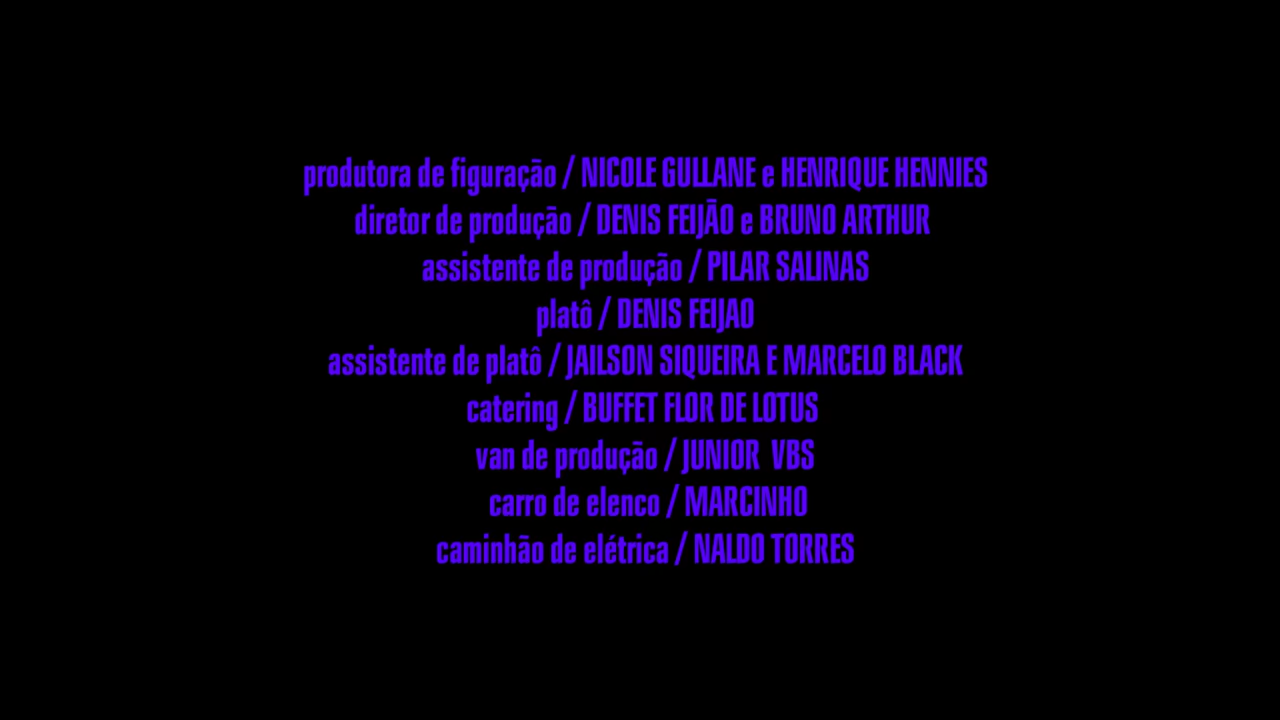 produtora de figuração / NICOLE GULLANE e HENRIQUE HENNIES
diretor de produção / DENIS FEIJÃO e BRUNO ARTHUR
assistente de produção / PILAR SALINAS
platô / DENIS FEIJAO
assistente de platô / JAILSON SIQUEIRA E MARCELO BLACK
catering / BUFFET FLOR DE LOTUS
van de produção / JUNIOR  VBS
carro de elenco / MARCINHO
caminhão de elétrica / NALDO TORRES